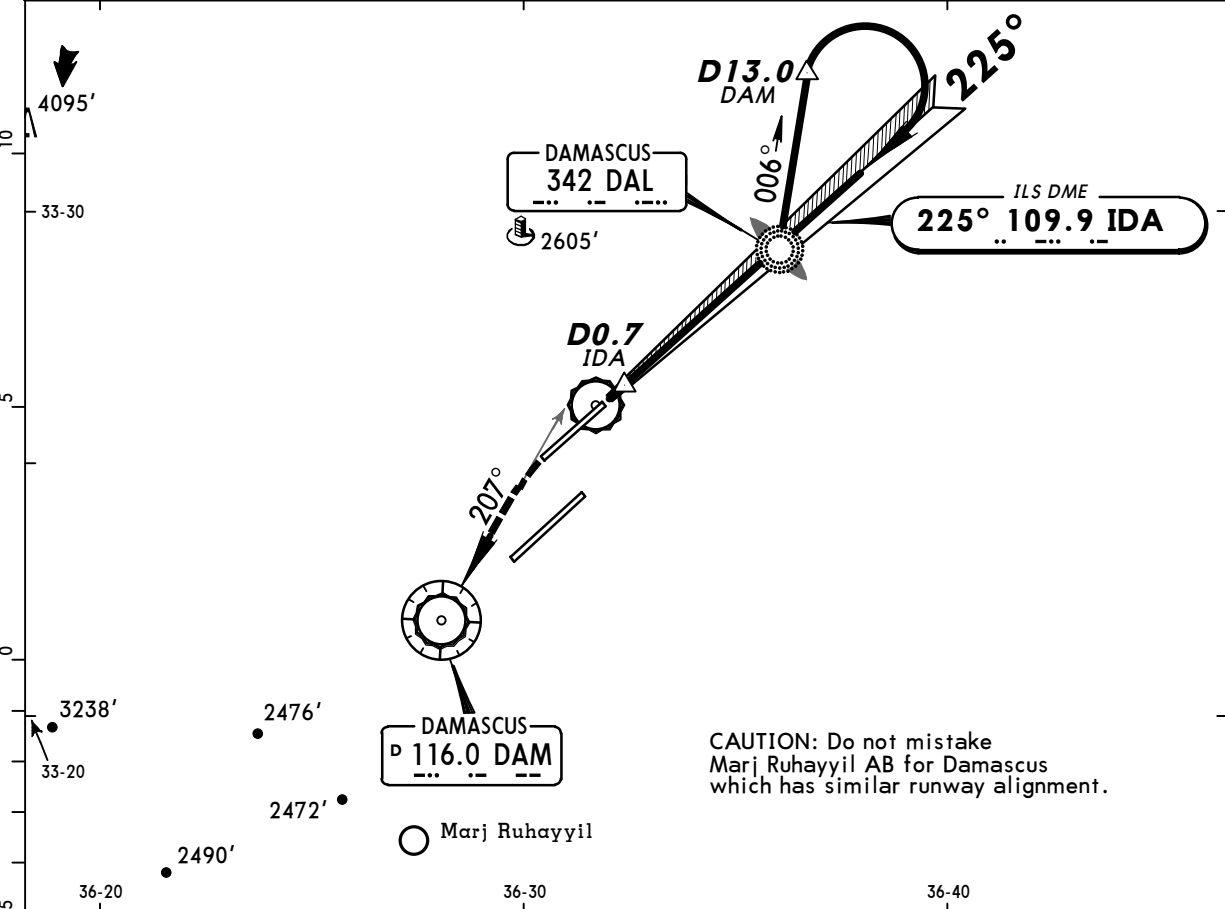 225°
D13.0
DAM
4095'
10
006°
DAMASCUS
342 DAL
33-30
2605'
ILS DME
225° 109.9 IDA
D0.7
IDA
5
207°
0
3238'
2476'
33-20
DAMASCUS
D 116.0 DAM
CAUTION: Do not mistake
Marj Ruhayyil AB for Damascus
which has similar runway alignment.
2472'
Marj Ruhayyil
2490'
36-20
36-30
36-40
5